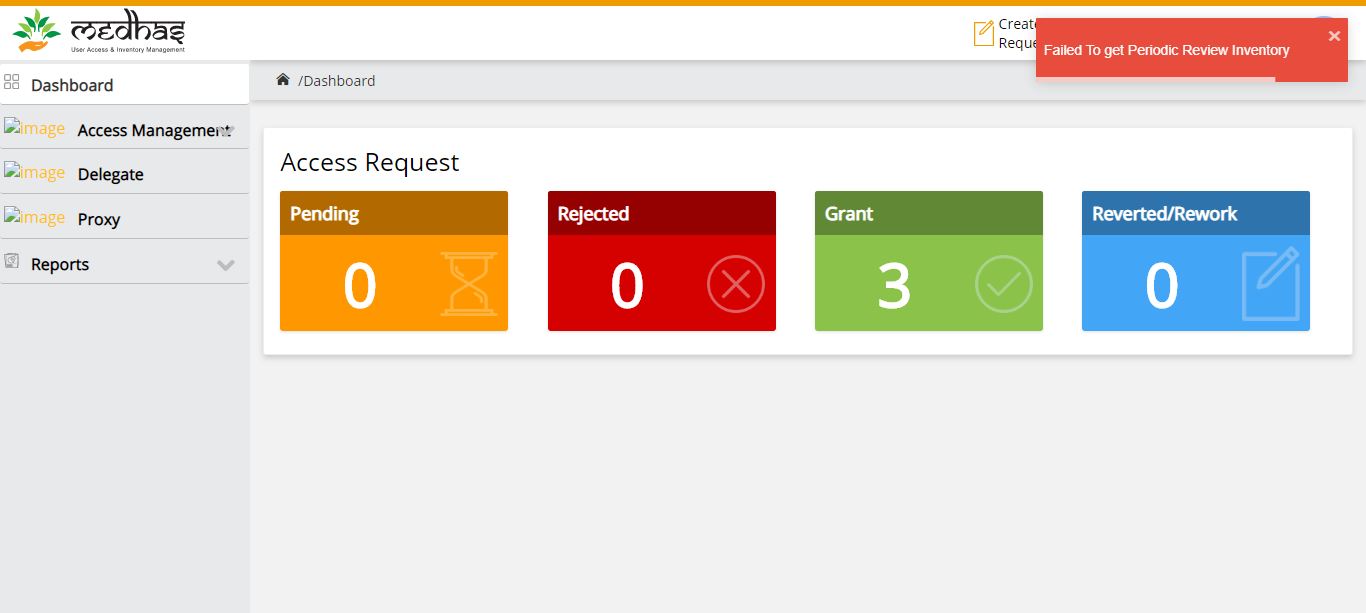 medhas
User Access & Inventory Management
Create
Reque
Failed To get Periodic Review Inventory
Dashboard
/Dashboard
image Access Management
image Delegate
image Proxy
Reports
Access Request
Pending
0
Rejected
0
Grant
3
Reverted/Rework
0